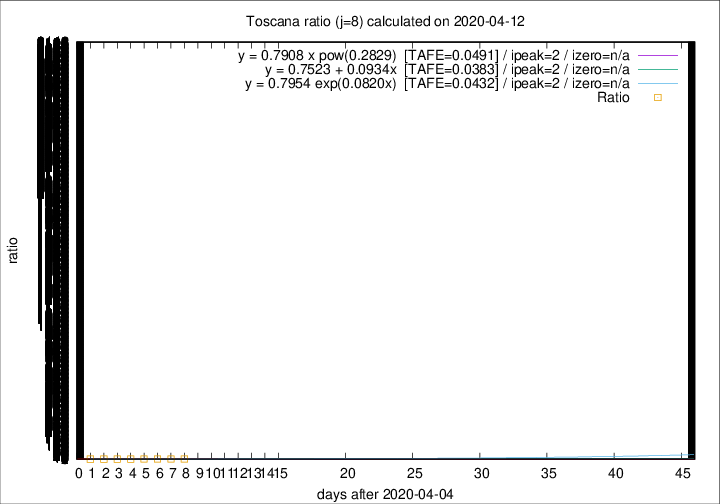 Toscana ratio (j=8) calculated on 2020-04-12
y = 0.7908 x pow(0.2829) [TAFE=0.0491] / ipeak=2 / izero=n/a
y = 0.7523 + 0.0934x [TAFE=0.0383] / ipeak=2 / izero=n/a
y = 0.7954 exp(0.0820x) [TAFE=0.0432] / ipeak=2 / izero=n/a
Ratio
ratio
0 1 2 3 4 5 6 7 8 9 10 11 12 13 14 15 20 25 30 35 40 45
days after 2020-04-04